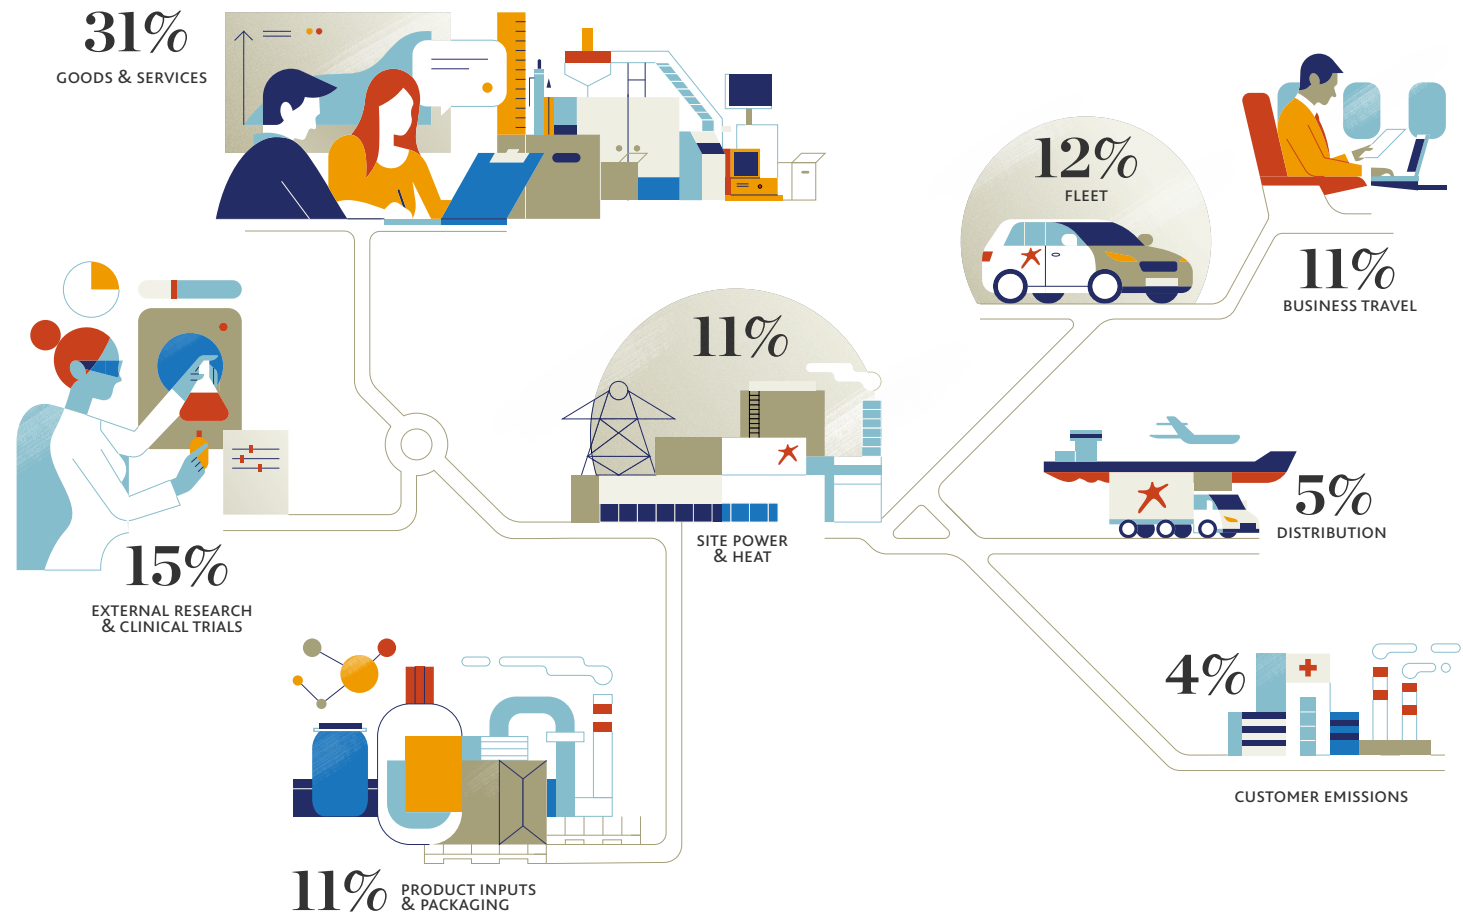 31%
GOODS & SERVICES
12%
FLEET
11%
BUSINESS TRAVEL
11%
SITE POWER
& HEAT
5%
DISTRIBUTION
15%
EXTERNAL RESEARCH
& CLINICAL TRIALS
4%
CUSTOMER EMISSIONS
11%
PRODUCT INPUTS
& PACKAGING